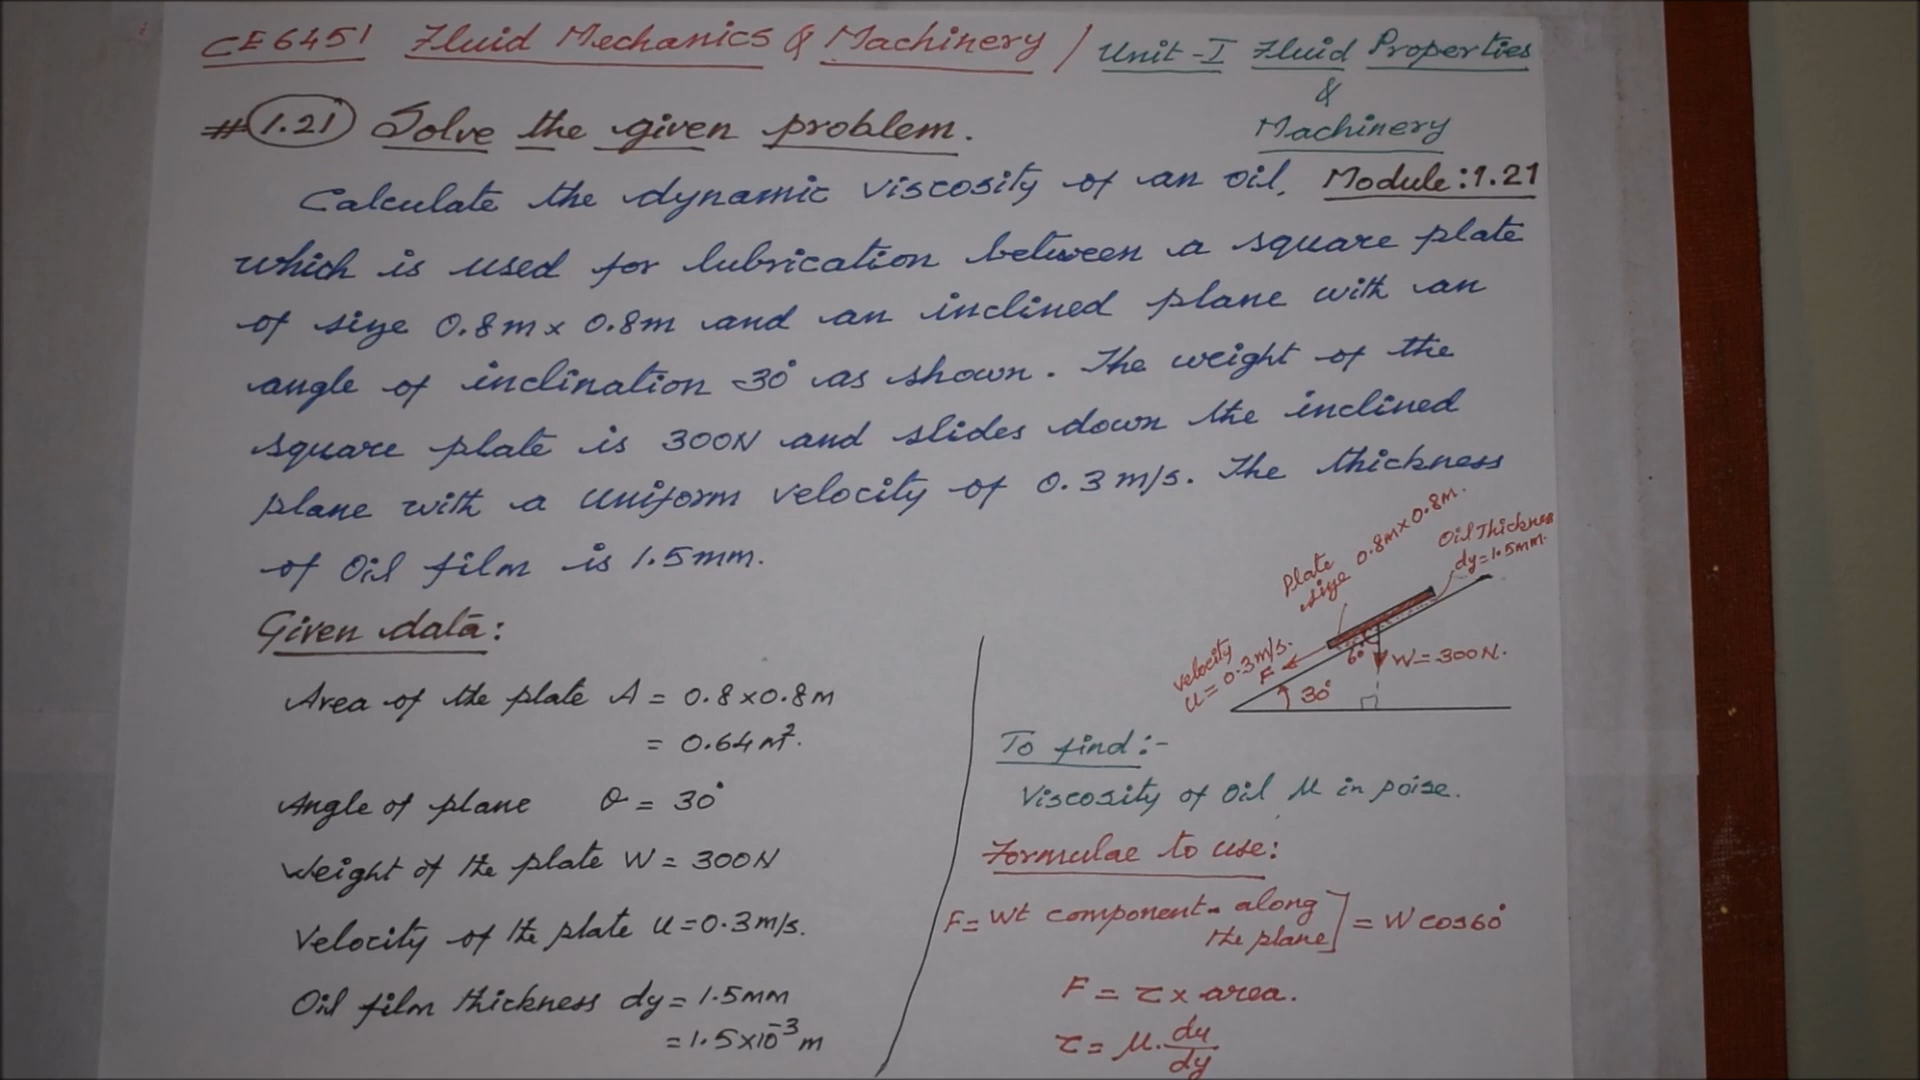 CE6451 Fluid Mechanics & Machinery / Unit-I Fluid Properties
&
Machinery
#1.21 Solve the given problem.
Module:1.21
Calculate the dynamic viscosity of an oil,
which is used for lubrication between a square plate
of size 0.8m x 0.8m and an inclined plane with an
angle of inclination 30° as shown. The weight of the
square plate is 300N and slides down the inclined
plane with a uniform velocity of 0.3 m/s. The thickness
of oil film is 1.5mm.
Plate
size 0.8m x 0.8m.
Oil Thickness
dy=1.5mm.
velocity
u=0.3m/s.
F
60°
W=300N.
30°
Given data:
Area of the plate A = 0.8 x 0.8m
= 0.64m².
Angle of plane θ = 30°
Weight of the plate W = 300N
Velocity of the plate u=0.3m/s.
Oil film thickness dy=1.5mm
=1.5x10⁻³m
To find:-
Viscosity of oil μ in poise.
Formulae to use:
F= Wt component along
the plane] = W cos60°
F = τ x area.
τ = μ. du/dy